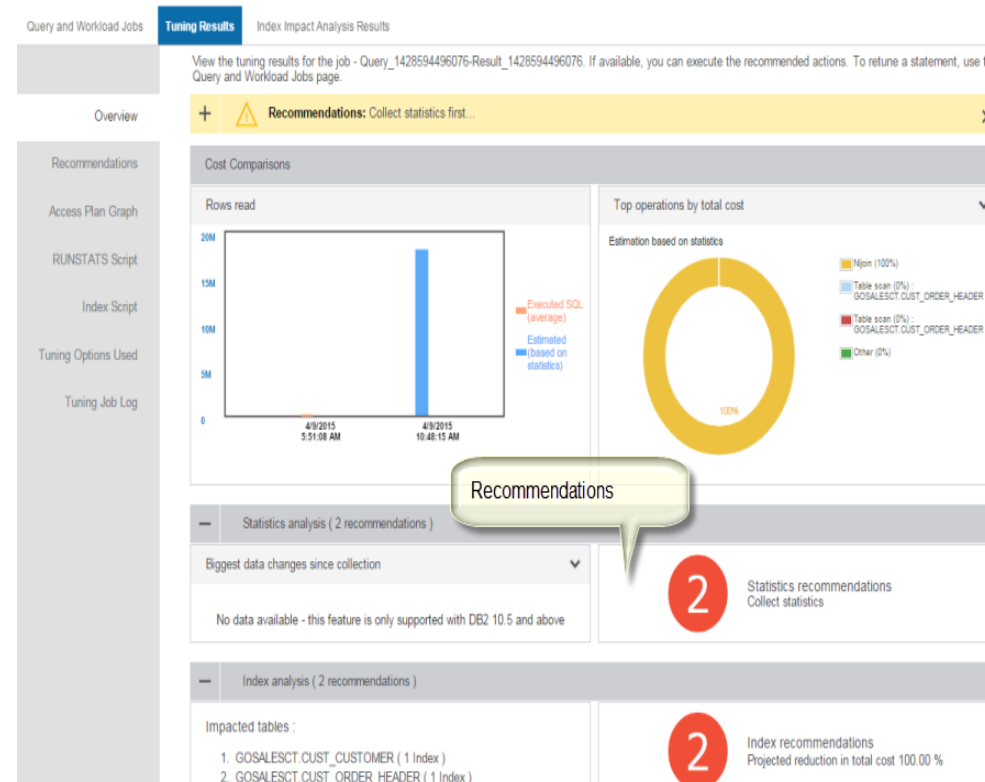 Query and Workload Jobs
Tuning Results
Index Impact Analysis Results
View the tuning results for the job - Query_1428594496076-Result_1428594496076. If available, you can execute the recommended actions. To retune a statement, use
Query and Workload Jobs page.
Overview
Recommendations
Access Plan Graph
RUNSTATS Script
Index Script
Tuning Options Used
Tuning Job Log
+
Recommendations: Collect statistics first...
Cost Comparisons
Rows read
20M
15M
10M
5M
0
4/9/2015
5:51:08 AM
4/9/2015
10:48:15 AM
Executed SQL
(average)
Estimated
(based on
statistics)
Top operations by total cost
Estimation based on statistics
100%
Nljoin (100%)
Table scan (0%) :
GOSALESCT.CUST_ORDER_HEADER
Table scan (0%) :
GOSALESCT.CUST_ORDER_HEADER
Other (0%)
Recommendations
Statistics analysis ( 2 recommendations )
Biggest data changes since collection
No data available - this feature is only supported with DB2 10.5 and above
2
Statistics recommendations
Collect statistics
Index analysis ( 2 recommendations )
Impacted tables :
1. GOSALESCT.CUST_CUSTOMER ( 1 Index )
2. GOSALESCT.CUST_ORDER_HEADER ( 1 Index )
2
Index recommendations
Projected reduction in total cost 100.00 %